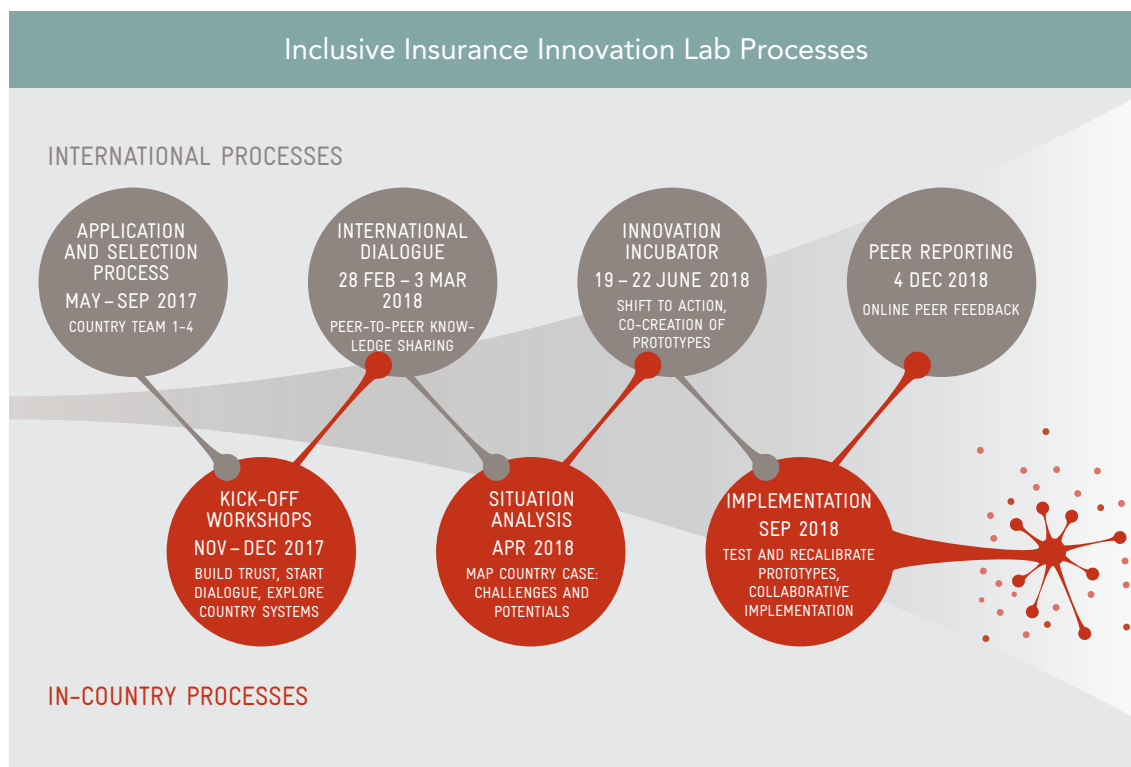 Inclusive Insurance Innovation Lab Processes
INTERNATIONAL PROCESSES
APPLICATION
AND SELECTION
PROCESS
MAY – SEP 2017
COUNTRY TEAM 1-4
INTERNATIONAL
DIALOGUE
28 FEB – 3 MAR
2018
PEER-TO-PEER KNOW-
LEDGE SHARING
INNOVATION
INCUBATOR
19 – 22 JUNE 2018
SHIFT TO ACTION,
CO-CREATION OF
PROTOTYPES
PEER REPORTING
4 DEC 2018
ONLINE PEER FEEDBACK
KICK-OFF
WORKSHOPS
NOV – DEC 2017
BUILD TRUST, START
DIALOGUE, EXPLORE
COUNTRY SYSTEMS
SITUATION
ANALYSIS
APR 2018
MAP COUNTRY CASE:
CHALLENGES AND
POTENTIALS
IMPLEMENTATION
SEP 2018
TEST AND RECALIBRATE
PROTOTYPES,
COLLABORATIVE
IMPLEMENTATION
IN-COUNTRY PROCESSES